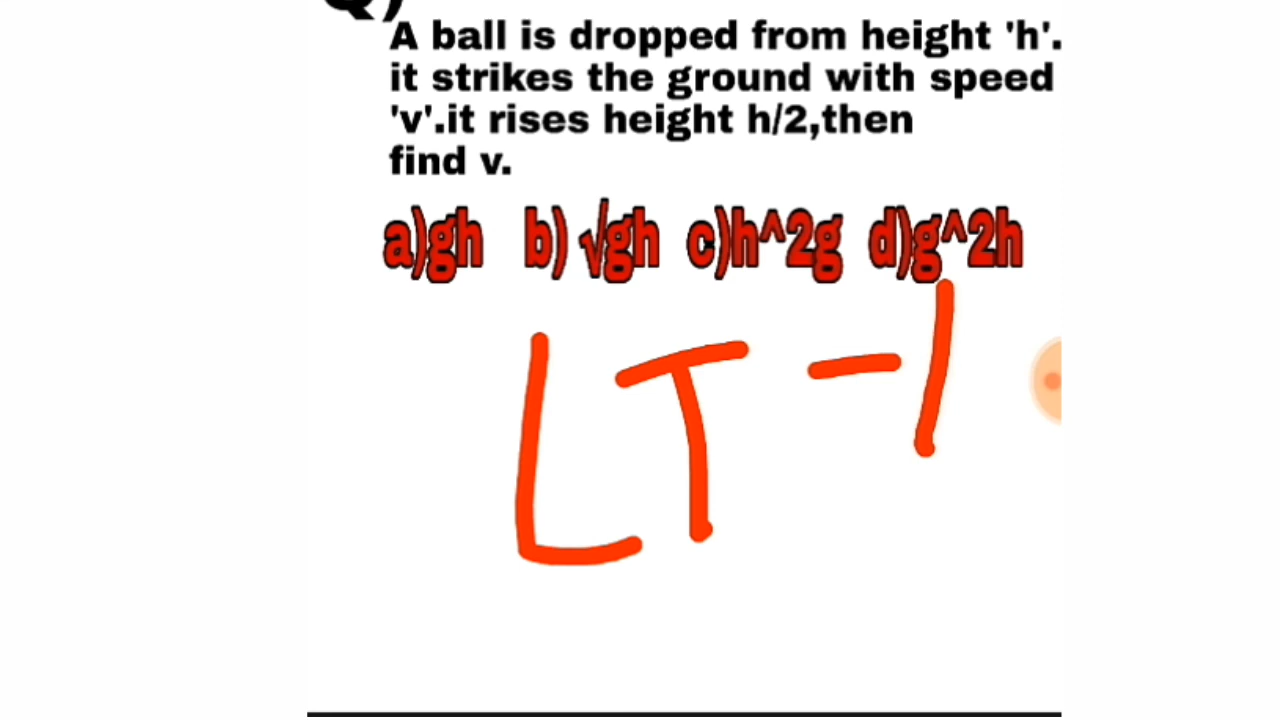 Q)
A ball is dropped from height 'h'.
it strikes the ground with speed
'v'.it rises height h/2,then
find v.
a)gh b) √gh c)h^2g d)g^2h
LT-1